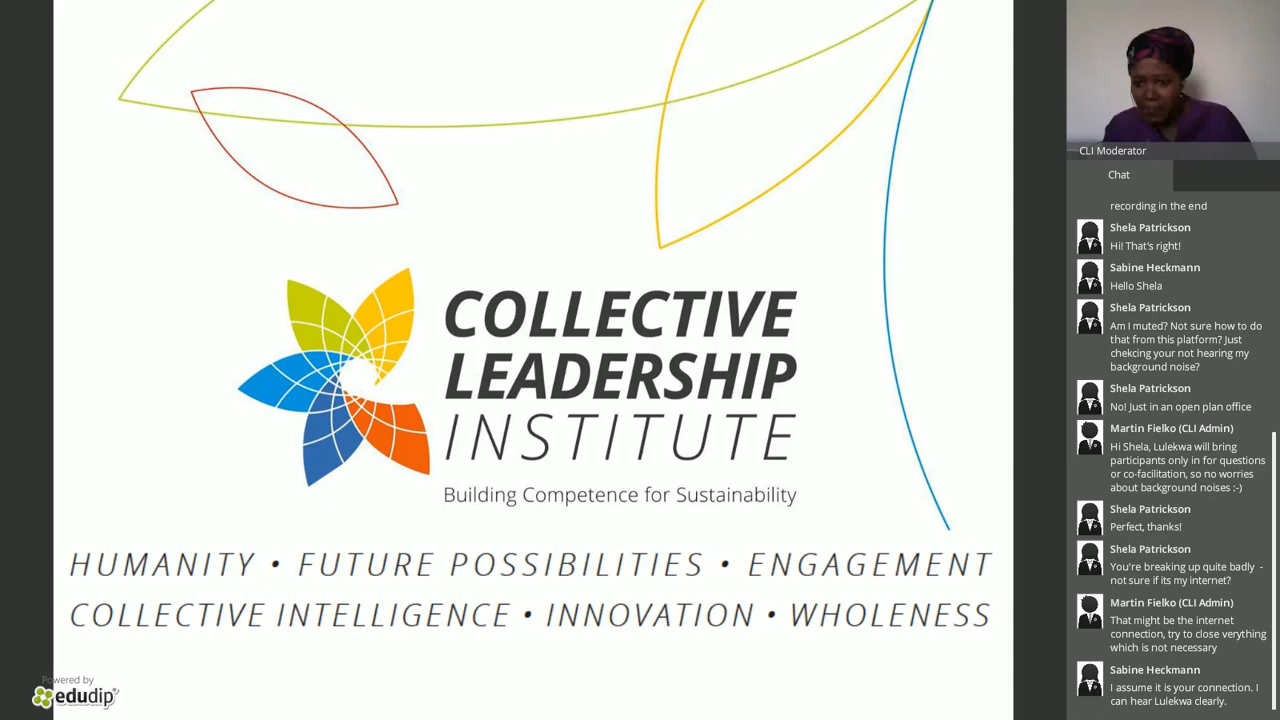 COLLECTIVE
LEADERSHIP
INSTITUTE
Building Competence for Sustainability
HUMANITY • FUTURE POSSIBILITIES • ENGAGEMENT
COLLECTIVE INTELLIGENCE • INNOVATION • WHOLENESS
Powered by
edudip
CLI Moderator
Chat
recording in the end
Shela Patrickson
Hi! That's right!
Sabine Heckmann
Hello Shela
Shela Patrickson
Am I muted? Not sure how to do
that from this platform? Just
chekcing your not hearing my
background noise?
Shela Patrickson
No! Just in an open plan office
Martin Fielko (CLI Admin)
Hi Shela, Lulekwa will bring
participants only in for questions
or co-facilitation, so no worries
about background noises :-)
Shela Patrickson
Perfect, thanks!
Shela Patrickson
You're breaking up quite badly -
not sure if its my internet?
Martin Fielko (CLI Admin)
That might be the internet
connection, try to close verything
which is not necessary
Sabine Heckmann
I assume it is your connection. I
can hear Lulekwa clearly.